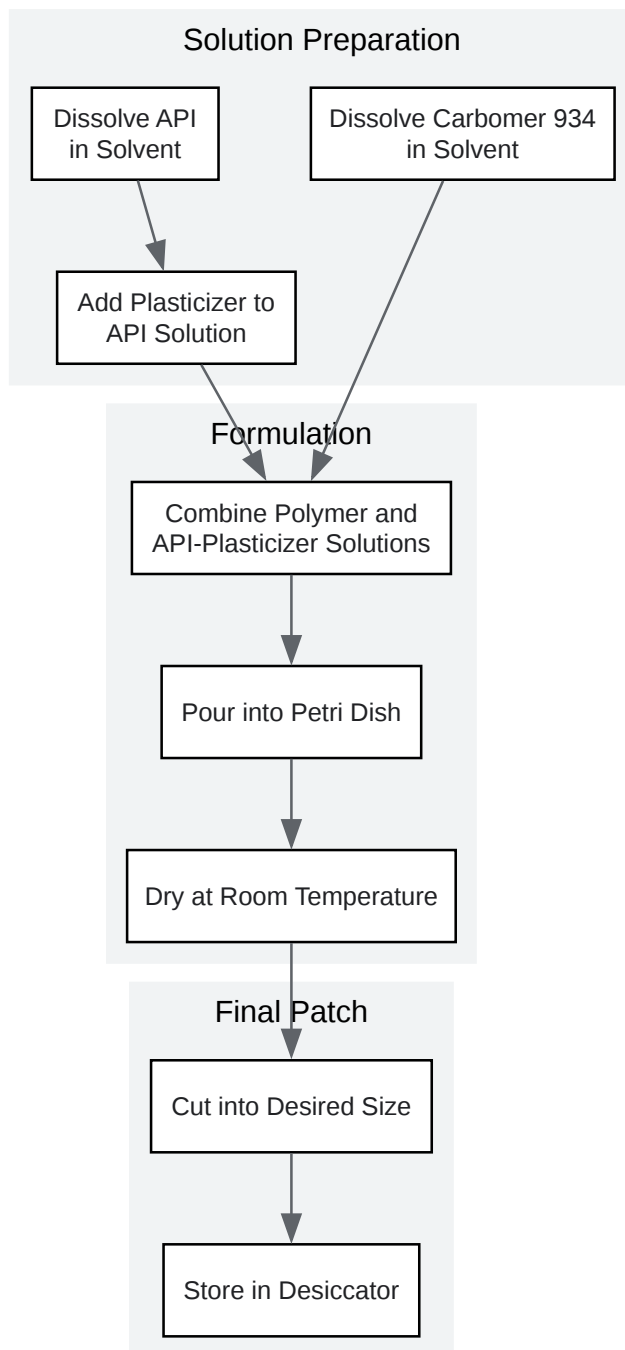 Solution Preparation
Dissolve API
in Solvent
Dissolve Carbomer 934
in Solvent
Add Plasticizer to
API Solution
Formulation
Combine Polymer and
API-Plasticizer Solutions
Pour into Petri Dish
Dry at Room Temperature
Final Patch
Cut into Desired Size
Store in Desiccator